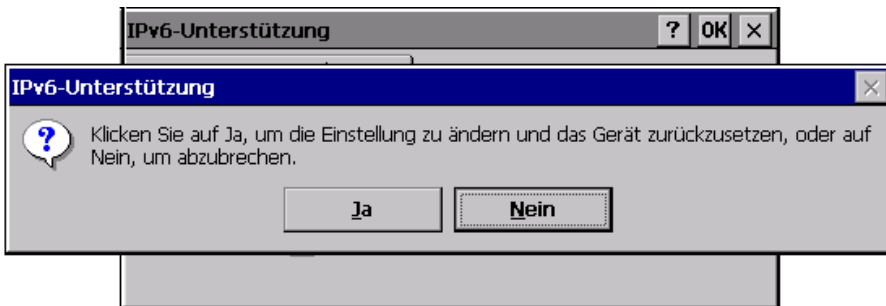 IPv6-Unterstützung ? OK ×
IPv6-Unterstützung ×
? Klicken Sie auf Ja, um die Einstellung zu ändern und das Gerät zurückzusetzen, oder auf
Nein, um abzubrechen.
Ja Nein